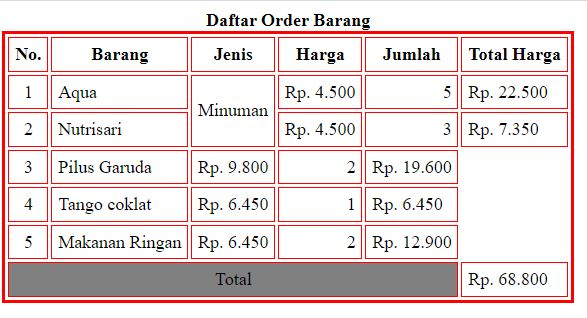 Daftar Order Barang
No. Barang Jenis Harga Jumlah Total Harga
1 Aqua Minuman Rp. 4.500 5 Rp. 22.500
2 Nutrisari Rp. 4.500 3 Rp. 7.350
3 Pilus Garuda Rp. 9.800 2 Rp. 19.600
4 Tango coklat Rp. 6.450 1 Rp. 6.450
5 Makanan Ringan Rp. 6.450 2 Rp. 12.900
Total Rp. 68.800